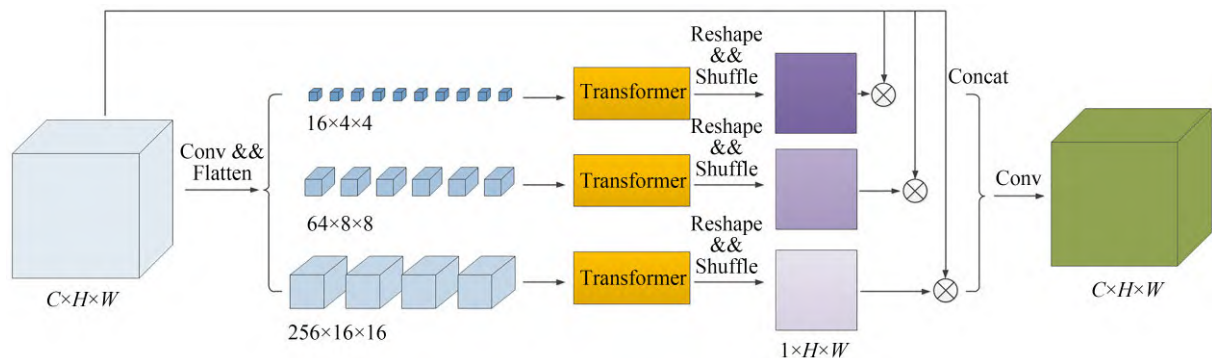 C×H×W
Conv &&
Flatten
16×4×4
64×8×8
256×16×16
Transformer
Transformer
Transformer
Reshape
&&
Shuffle
Reshape
&&
Shuffle
Reshape
&&
Shuffle
1×H×W
Concat
Conv
C×H×W